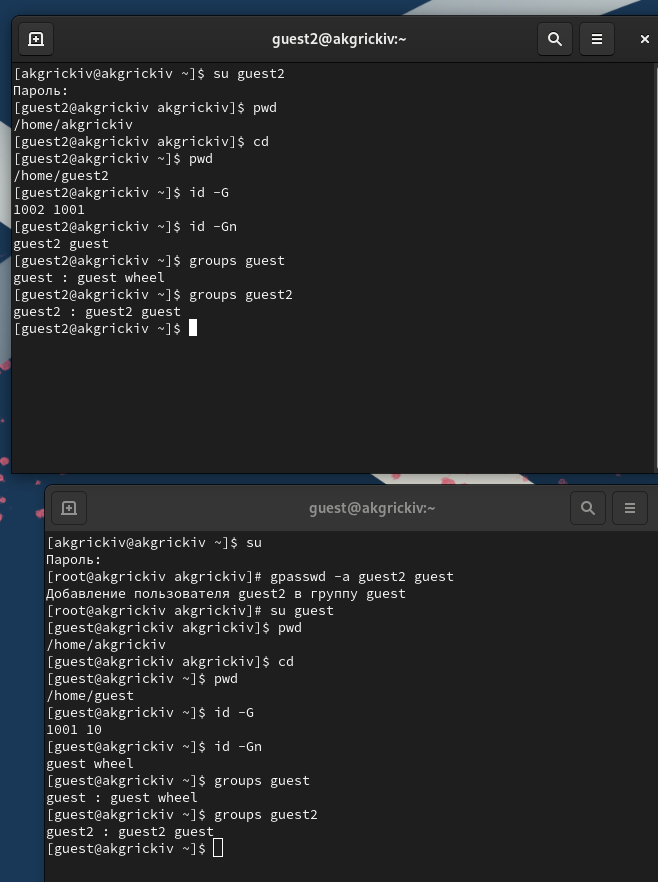 guest2@akgrickiv:~
[akgrickiv@akgrickiv ~]$ su guest2
Пароль:
[guest2@akgrickiv akgrickiv]$ pwd
/home/akgrickiv
[guest2@akgrickiv akgrickiv]$ cd
[guest2@akgrickiv ~]$ pwd
/home/guest2
[guest2@akgrickiv ~]$ id -G
1002 1001
[guest2@akgrickiv ~]$ id -Gn
guest2 guest
[guest2@akgrickiv ~]$ groups guest
guest : guest wheel
[guest2@akgrickiv ~]$ groups guest2
guest2 : guest2 guest
[guest2@akgrickiv ~]$
guest@akgrickiv:~
[akgrickiv@akgrickiv ~]$ su
Пароль:
[root@akgrickiv akgrickiv]# gpasswd -a guest2 guest
Добавление пользователя guest2 в группу guest
[root@akgrickiv akgrickiv]# su guest
[guest@akgrickiv akgrickiv]$ pwd
/home/akgrickiv
[guest@akgrickiv akgrickiv]$ cd
[guest@akgrickiv ~]$ pwd
/home/guest
[guest@akgrickiv ~]$ id -G
1001 10
[guest@akgrickiv ~]$ id -Gn
guest wheel
[guest@akgrickiv ~]$ groups guest
guest : guest wheel
[guest@akgrickiv ~]$ groups guest2
guest2 : guest2 guest
[guest@akgrickiv ~]$